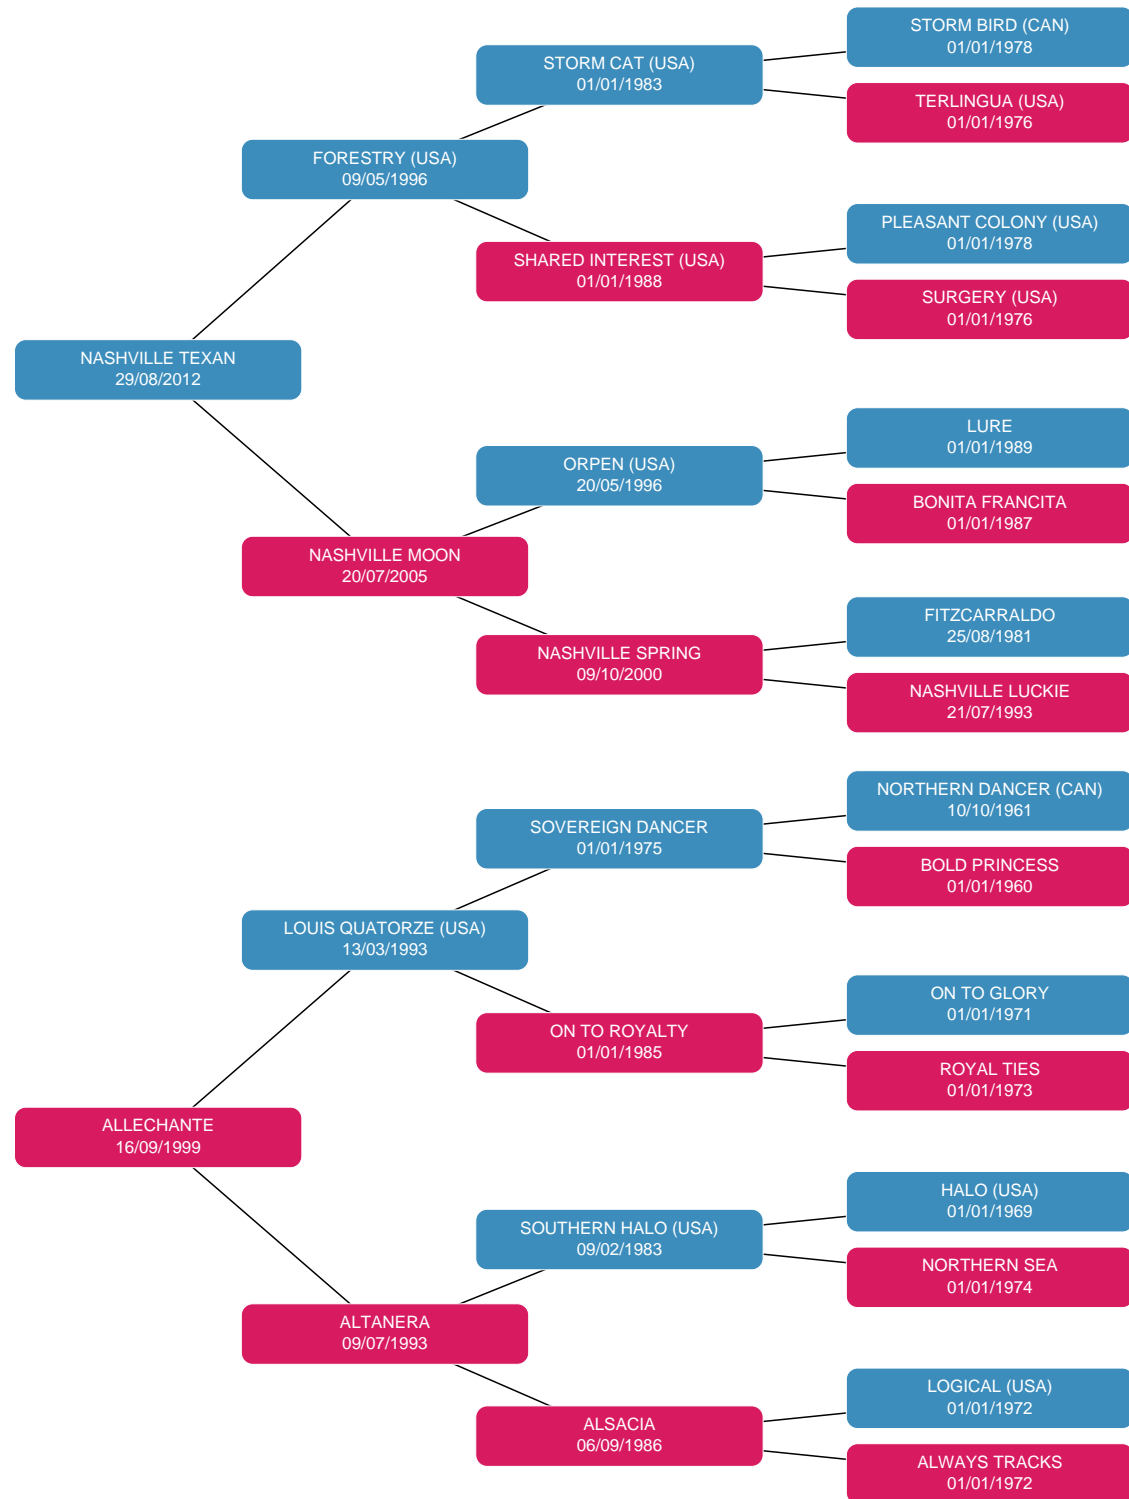 STORM BIRD (CAN)
01/01/1978
STORM CAT (USA)
01/01/1983
TERLINGUA (USA)
01/01/1976
FORESTRY (USA)
09/05/1996
PLEASANT COLONY (USA)
01/01/1978
SHARED INTEREST (USA)
01/01/1988
SURGERY (USA)
01/01/1976
NASHVILLE TEXAN
29/08/2012
LURE
01/01/1989
ORPEN (USA)
20/05/1996
BONITA FRANCITA
01/01/1987
NASHVILLE MOON
20/07/2005
FITZCARRALDO
25/08/1981
NASHVILLE SPRING
09/10/2000
NASHVILLE LUCKIE
21/07/1993
NORTHERN DANCER (CAN)
10/10/1961
SOVEREIGN DANCER
01/01/1975
BOLD PRINCESS
01/01/1960
LOUIS QUATORZE (USA)
13/03/1993
ON TO GLORY
01/01/1971
ON TO ROYALTY
01/01/1985
ROYAL TIES
01/01/1973
ALLECHANTE
16/09/1999
HALO (USA)
01/01/1969
SOUTHERN HALO (USA)
09/02/1983
NORTHERN SEA
01/01/1974
ALTANERA
09/07/1993
LOGICAL (USA)
01/01/1972
ALSACIA
06/09/1986
ALWAYS TRACKS
01/01/1972